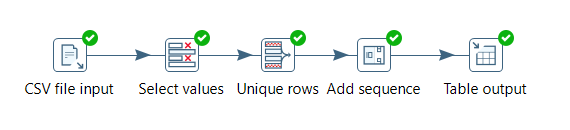 CSV file input
Select values
Unique rows
Add sequence
Table output